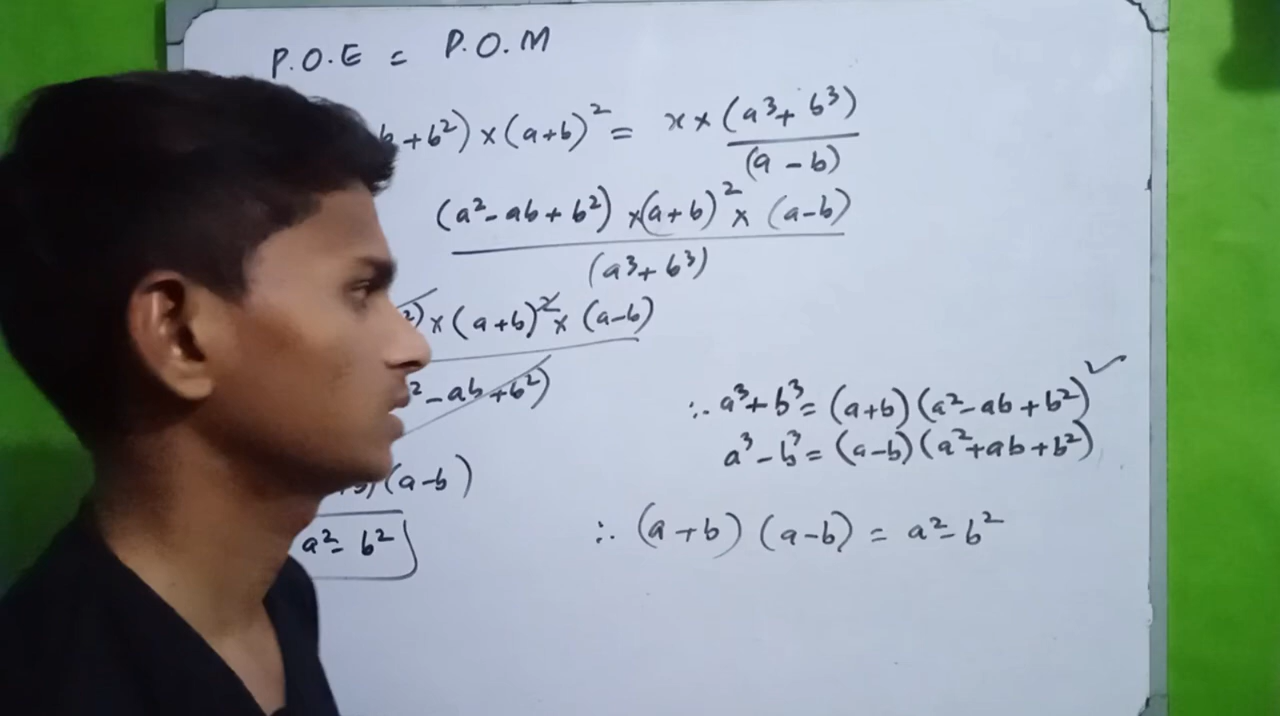 P.O.E = P.O.M
+ b²) × (a+b)² = x × (a³ + b³)
(a - b)
(a² - ab + b²) × (a+b)² × (a-b)
(a³ + b³)
²) × (a+b)² × (a-b)
² - ab + b²)
∴ a³ + b³ = (a+b) (a² - ab + b²) ✓
a³ - b³ = (a-b) (a² + ab + b²)
(a-b)
∴ (a+b) (a-b) = a² - b²
a² - b²